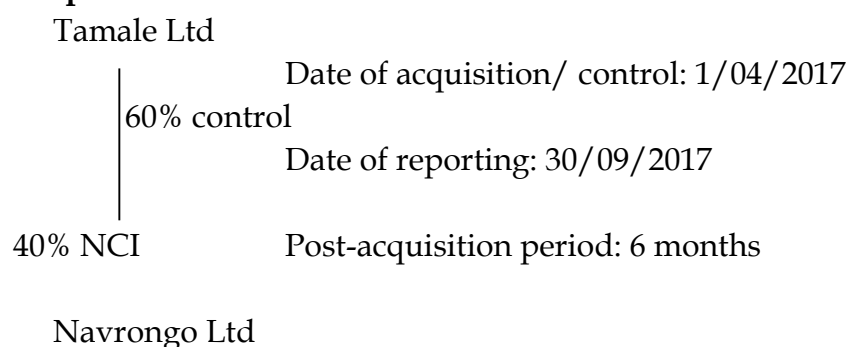 Tamale Ltd
Date of acquisition/ control: 1/04/2017
60% control
Date of reporting: 30/09/2017
40% NCI Post-acquisition period: 6 months
Navrongo Ltd